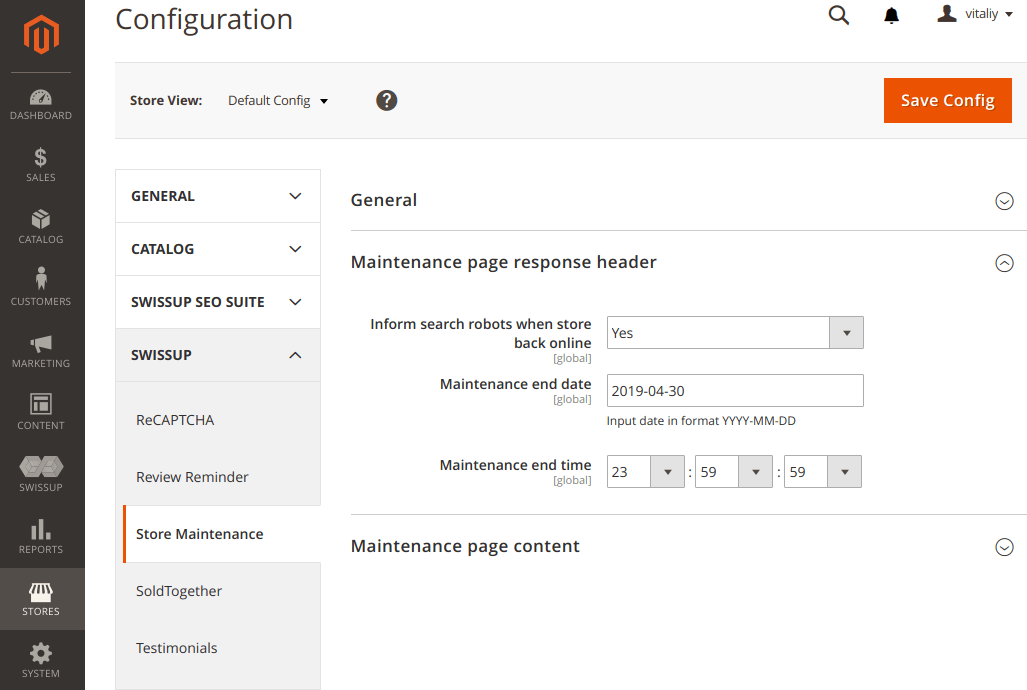 Configuration
vitaliy
Store View: Default Config ?
Save Config
DASHBOARD
SALES
CATALOG
CUSTOMERS
MARKETING
CONTENT
SWISSUP
REPORTS
STORES
SYSTEM
GENERAL
CATALOG
SWISSUP SEO SUITE
SWISSUP
ReCAPTCHA
Review Reminder
Store Maintenance
SoldTogether
Testimonials
General
Maintenance page response header
Inform search robots when store
back online
[global]
Yes
Maintenance end date
[global]
2019-04-30
Input date in format YYYY-MM-DD
Maintenance end time
[global]
23 : 59 : 59
Maintenance page content